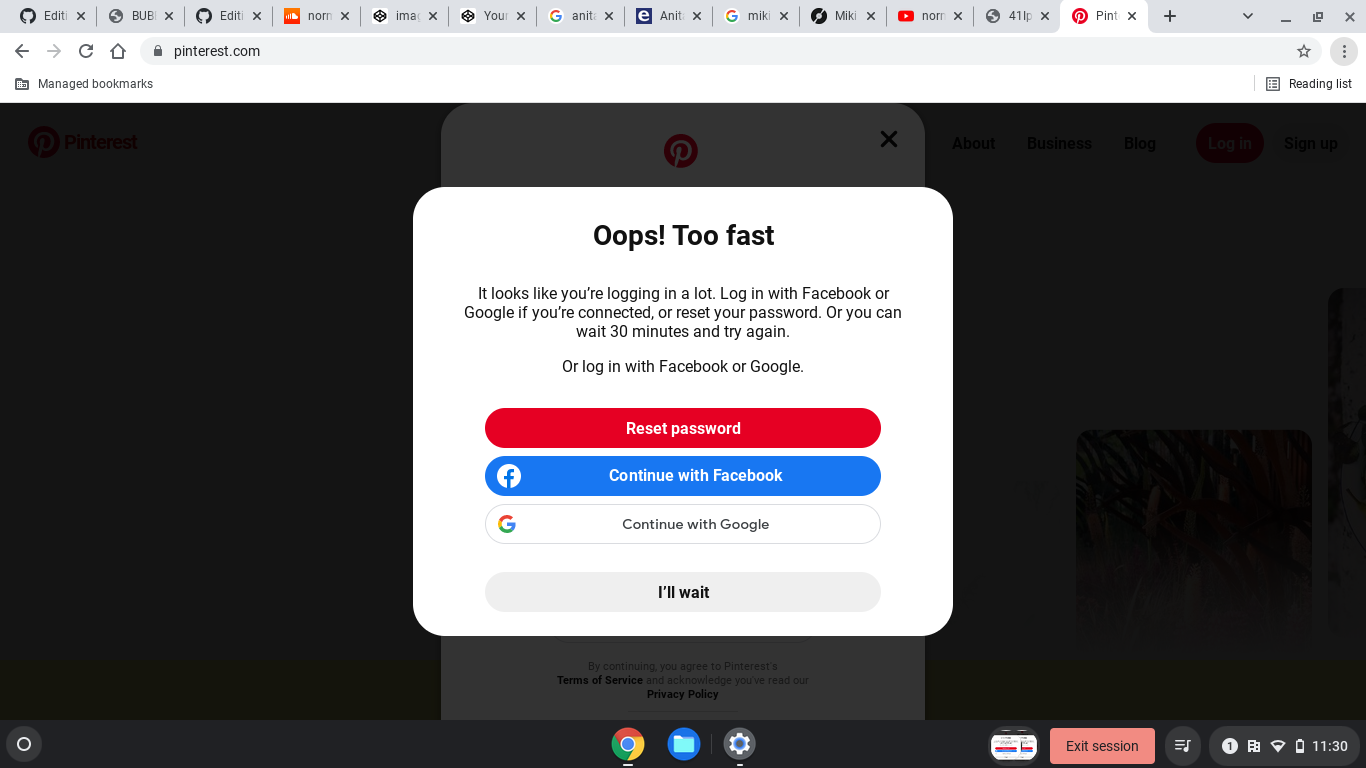 Editi
BUBI
Editi
norn
imag
Your
anita
Anita
miki
Miki
norn
41Ip
Pint
pinterest.com
Managed bookmarks
Reading list
Pinterest
About
Business
Blog
Log in
Sign up
Oops! Too fast
It looks like you’re logging in a lot. Log in with Facebook or
Google if you’re connected, or reset your password. Or you can
wait 30 minutes and try again.
Or log in with Facebook or Google.
Reset password
Continue with Facebook
Continue with Google
I’ll wait
By continuing, you agree to Pinterest's
Terms of Service and acknowledge you've read our
Privacy Policy
Exit session
1
11:30